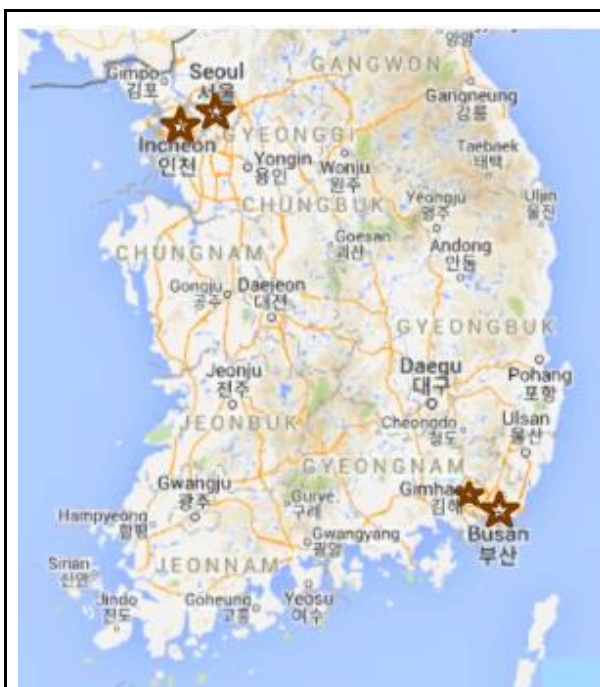 양양
GANGWON
Seoul
서울
Gimpo
김포
Gangneung
강릉
Incheon
인천
GYEONGGI
Yongin
용인
Wonju
원주
Taebaek
태백
CHUNGBUK
Yeongju
영주
Uljin
울진
Goesan
괴산
Andong
안동
CHUNGNAM
Gongju
공주
Daejeon
대전
GYEONGBUK
Jeonju
전주
Daegu
대구
Pohang
포항
JEONBUK
Cheongdo
청도
Ulsan
울산
GYEONGNAM
Gwangju
광주
Gurye
구례
Gimhae
김해
Busan
부산
Hampyeong
함평
Gwangyang
광양
Sinan
신안
JEONNAM
Jindo
진도
Goheung
고흥
Yeosu
여수